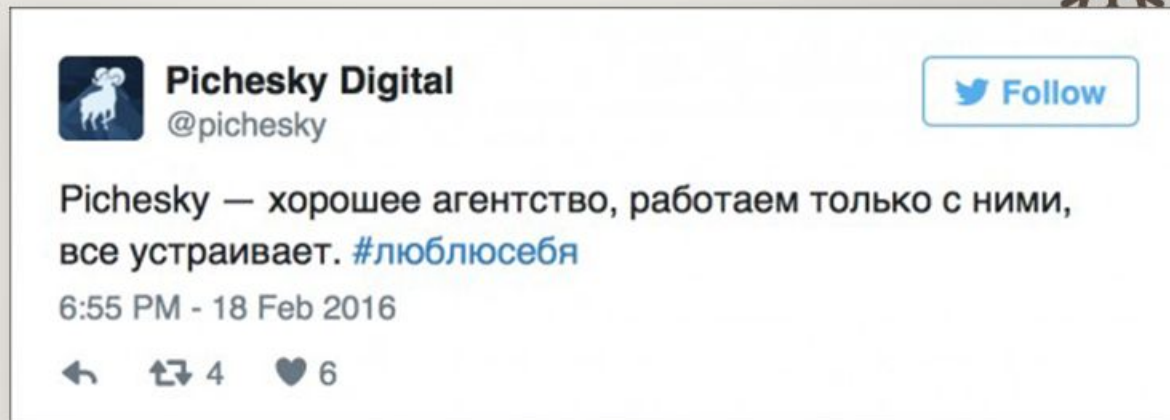 Pichesky Digital
@pichesky
Follow
Pichesky — хорошее агентство, работаем только с ними,
все устраивает. #люблюсебя
6:55 PM - 18 Feb 2016
4 6